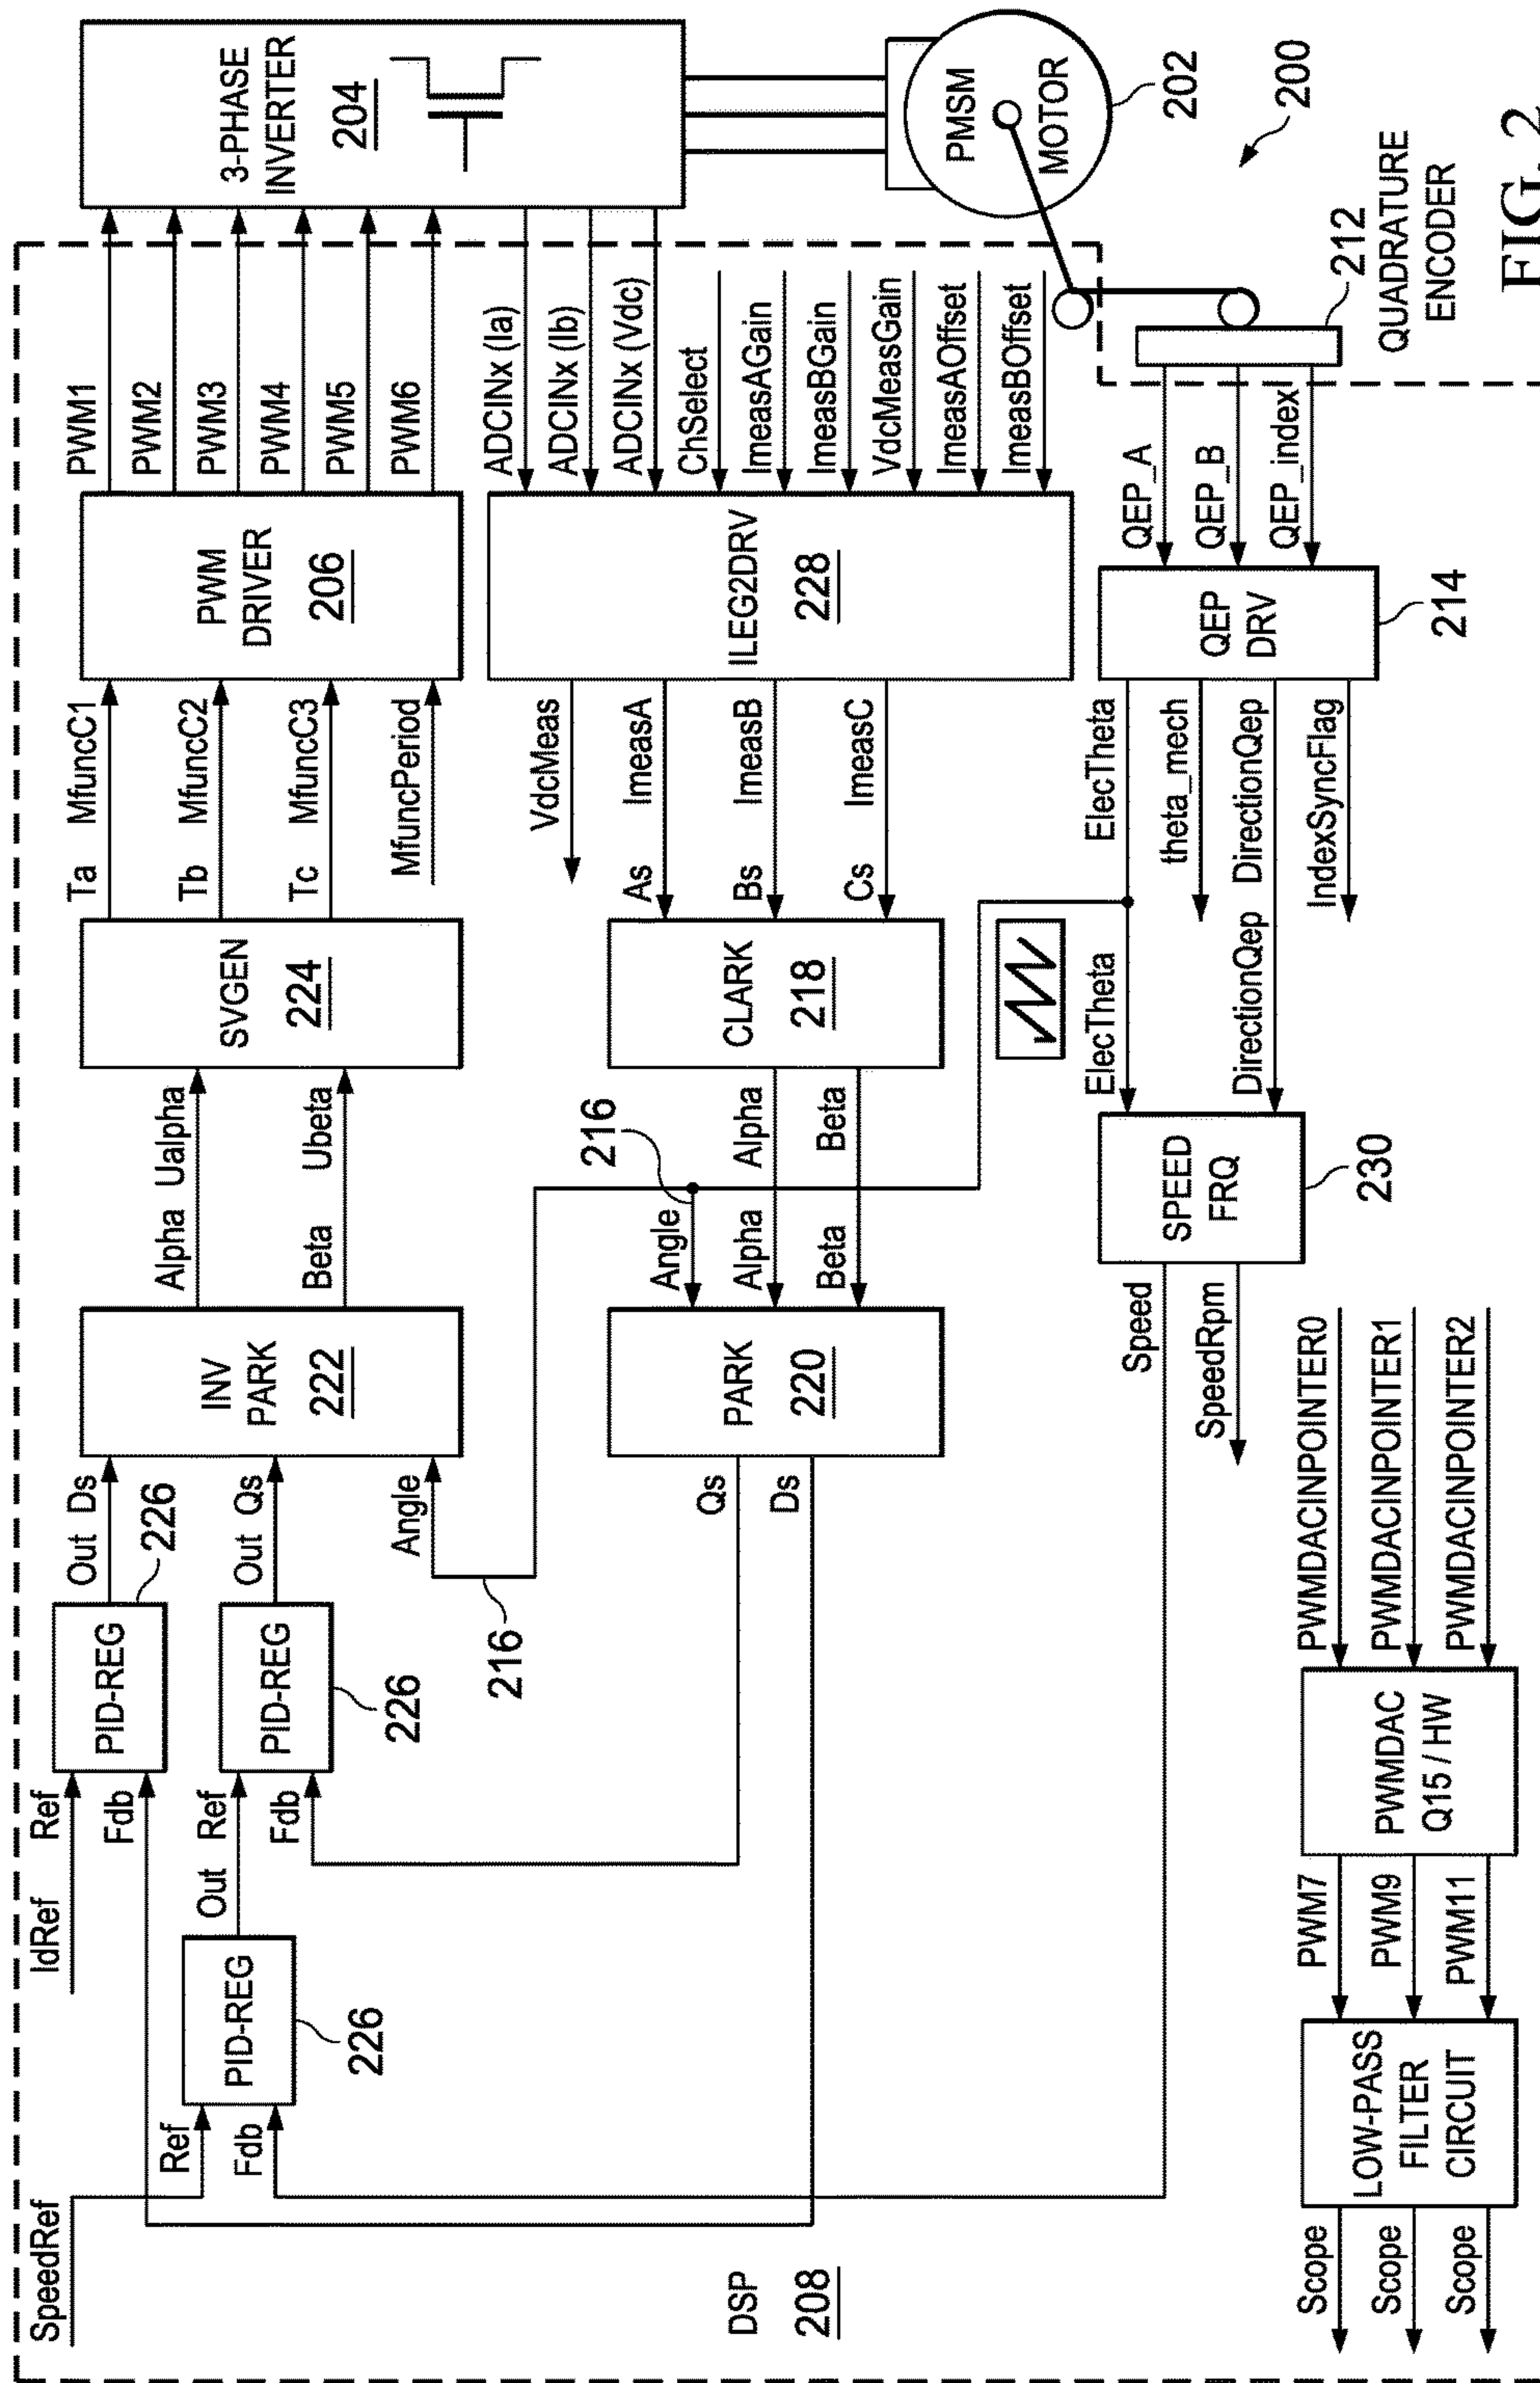 SpeedRef
IdRef
Ref
Fdb
PID-REG
226
Out
Ds
Ref
Fdb
PID-REG
226
Out
Ref
Fdb
PID-REG
226
Out
Qs
Angle
216
INV
PARK
222
Alpha
Ualpha
Beta
Ubeta
SVGEN
224
Ta
MfuncC1
Tb
MfuncC2
Tc
MfuncC3
MfuncPeriod
PWM
DRIVER
206
PWM1
PWM2
PWM3
PWM4
PWM5
PWM6
3-PHASE
INVERTER
204
Qs
Ds
PARK
220
Angle
216
Alpha
Alpha
Beta
Beta
CLARK
218
As
ImeasA
Bs
ImeasB
Cs
ImeasC
VdcMeas
ILEG2DRV
228
ADCINx (Ia)
ADCINx (Ib)
ADCINx (Vdc)
ChSelect
ImeasAGain
ImeasBGain
VdcMeasGain
ImeasAOffset
ImeasBOffset
PMSM
MOTOR
202
DSP
208
Speed
SpeedRpm
SPEED
FRQ
230
ElecTheta
ElecTheta
theta_mech
DirectionQep
DirectionQep
IndexSyncFlag
QEP
DRV
214
QEP_A
QEP_B
QEP_index
212
QUADRATURE
ENCODER
200
Scope
Scope
Scope
LOW-PASS
FILTER
CIRCUIT
PWM7
PWM9
PWM11
PWMDAC
Q15 / HW
PWMDACINPOINTER0
PWMDACINPOINTER1
PWMDACINPOINTER2
FIG. 2